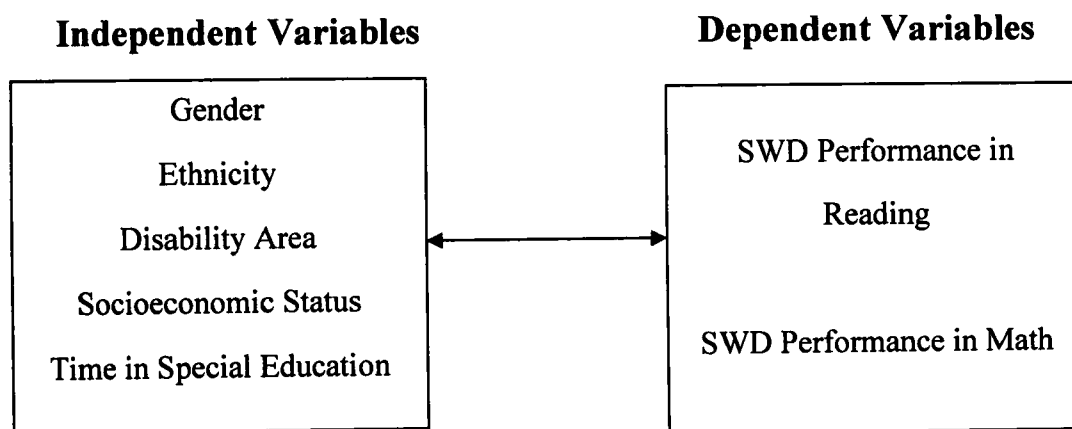 Independent Variables
Gender
Ethnicity
Disability Area
Socioeconomic Status
Time in Special Education
Dependent Variables
SWD Performance in
Reading
SWD Performance in Math